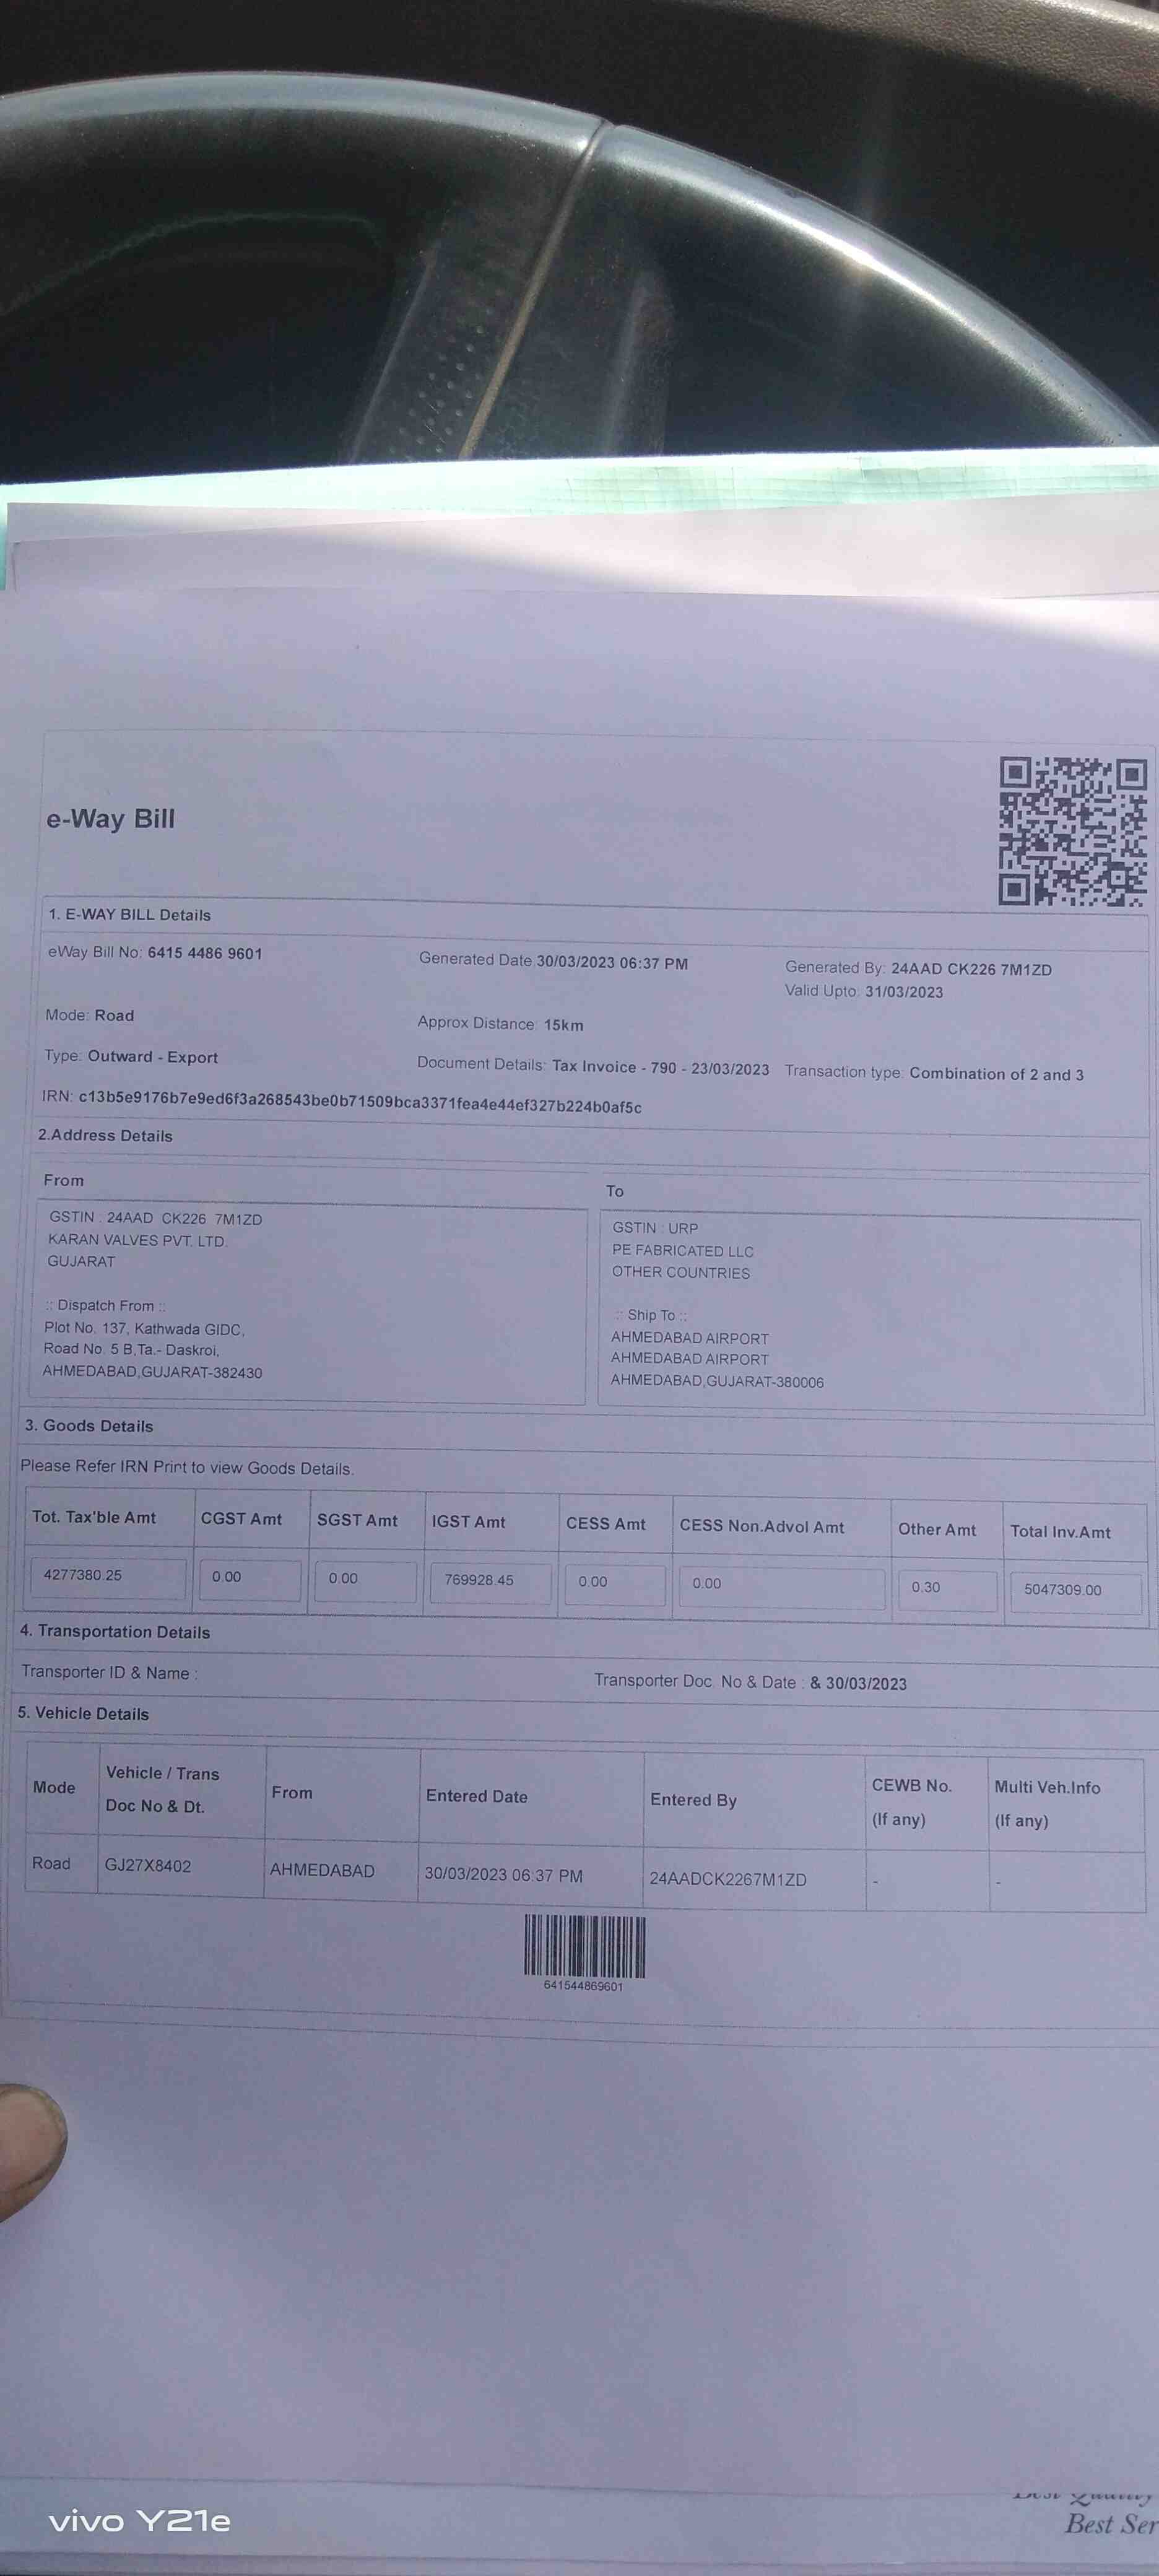 e-Way Bill
1. E-WAY BILL Details
eWay Bill No: 6415 4486 9601 Generated Date 30/03/2023 06:37 PM Generated By: 24AAD CK226 7M1ZD
Valid Upto: 31/03/2023
Mode: Road Approx Distance: 15km
Type: Outward - Export Document Details: Tax Invoice - 790 - 23/03/2023 Transaction type: Combination of 2 and 3
IRN: c13b5e9176b7e9ed6f3a268543be0b71509bca3371fea4e44ef327b224b0af5c
2.Address Details
From
GSTIN : 24AAD CK226 7M1ZD
KARAN VALVES PVT. LTD.
GUJARAT
:: Dispatch From ::
Plot No. 137, Kathwada GIDC,
Road No. 5 B,Ta.- Daskroi,
AHMEDABAD,GUJARAT-382430
To
GSTIN : URP
PE FABRICATED LLC
OTHER COUNTRIES
:: Ship To ::
AHMEDABAD AIRPORT
AHMEDABAD AIRPORT
AHMEDABAD,GUJARAT-380006
3. Goods Details
Please Refer IRN Print to view Goods Details.
Tot. Tax'ble Amt CGST Amt SGST Amt IGST Amt CESS Amt CESS Non.Advol Amt Other Amt Total Inv.Amt
4277380.25 0.00 0.00 769928.45 0.00 0.00 0.30 5047309.00
4. Transportation Details
Transporter ID & Name : Transporter Doc. No & Date : & 30/03/2023
5. Vehicle Details
Mode Vehicle / Trans Doc No & Dt. From Entered Date Entered By CEWB No. (If any) Multi Veh.Info (If any)
Road GJ27X8402 AHMEDABAD 30/03/2023 06:37 PM 24AADCK2267M1ZD - -
641544869601
Best Ser
vivo Y21e